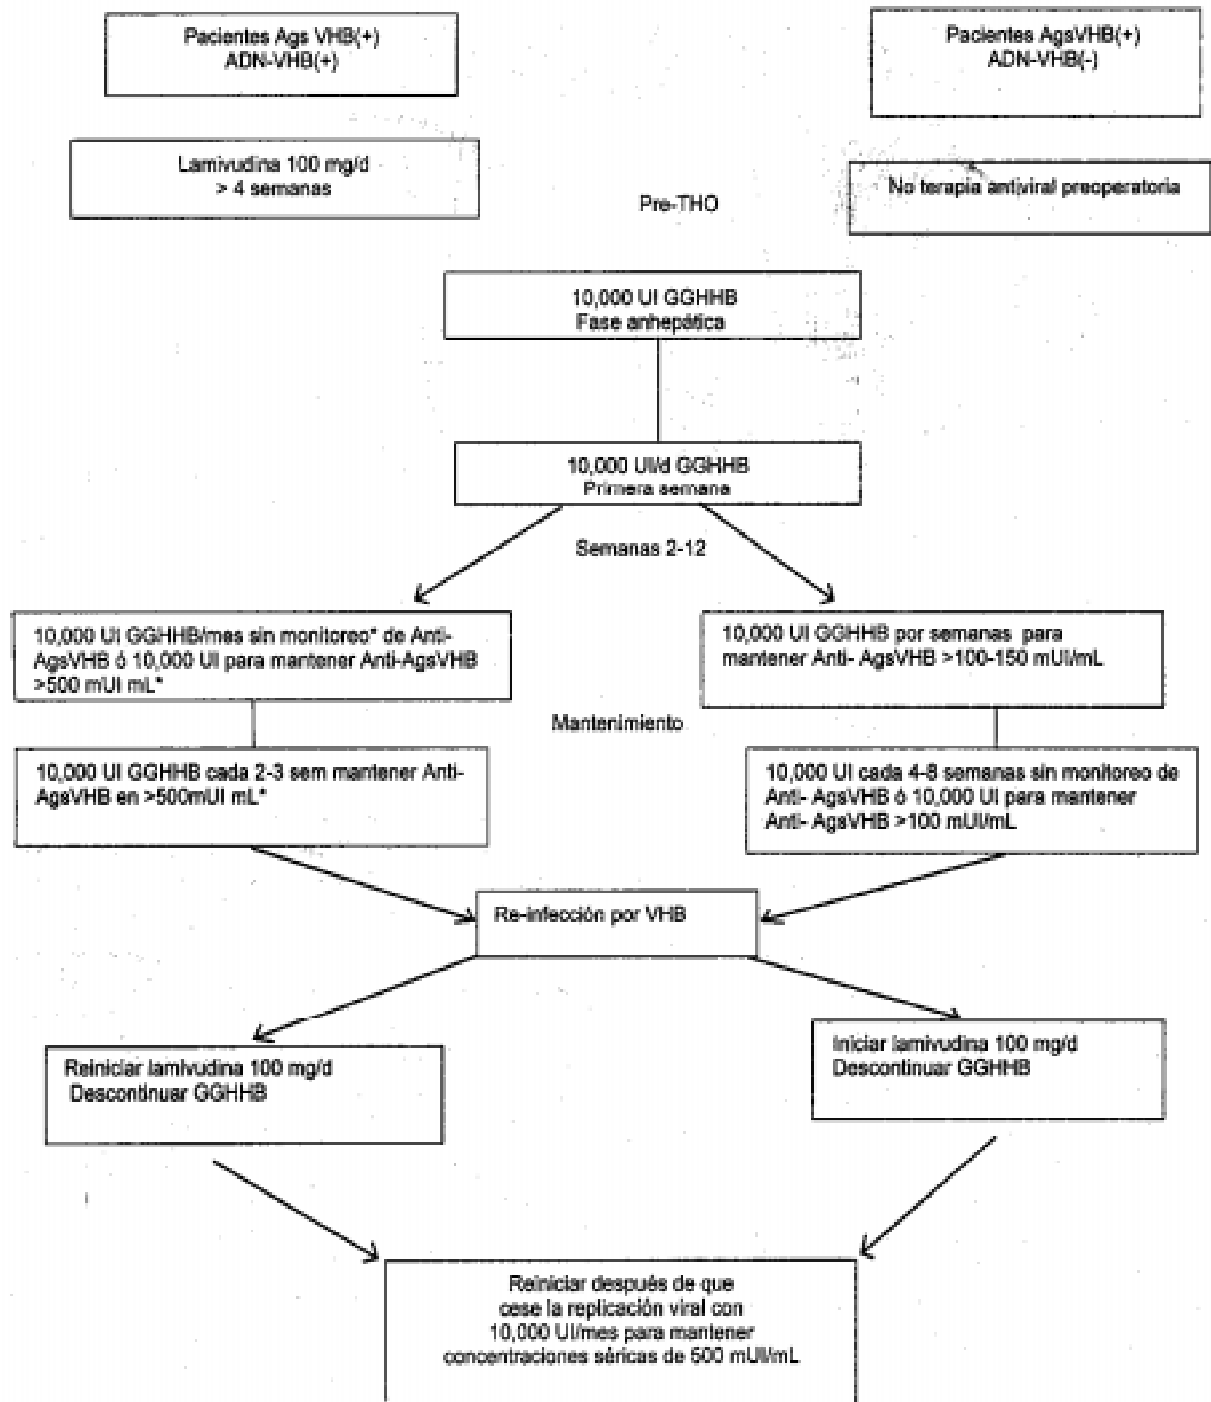 Pacientes Ags VHB(+)
ADN-VHB(+)
Pacientes AgsVHB(+)
ADN-VHB(-)
Lamivudina 100 mg/d
> 4 semanas
Pre-THO
No terapia antiviral preoperatoria
10,000 UI GGHHB
Fase anhepática
10,000 UI/d GGHHB
Primera semana
Semanas 2-12
10,000 UI GGHHB/mes sin monitoreo* de Anti-
AgsVHB ó 10,000 UI para mantener Anti-AgsVHB
>500 mUI mL*
10,000 UI GGHHB por semanas para
mantener Anti- AgsVHB >100-150 mUI/mL
Mantenimiento
10,000 UI GGHHB cada 2-3 sem mantener Anti-
AgsVHB en >500mUI mL*
10,000 UI cada 4-8 semanas sin monitoreo de
Anti- AgsVHB ó 10,000 UI para mantener
Anti- AgsVHB >100 mUI/mL
Re-infección por VHB
Reiniciar lamivudina 100 mg/d
Descontinuar GGHHB
Iniciar lamivudina 100 mg/d
Descontinuar GGHHB
Reiniciar después de que
cese la replicación viral con
10,000 UI/mes para mantener
concentraciones séricas de 500 mUI/mL